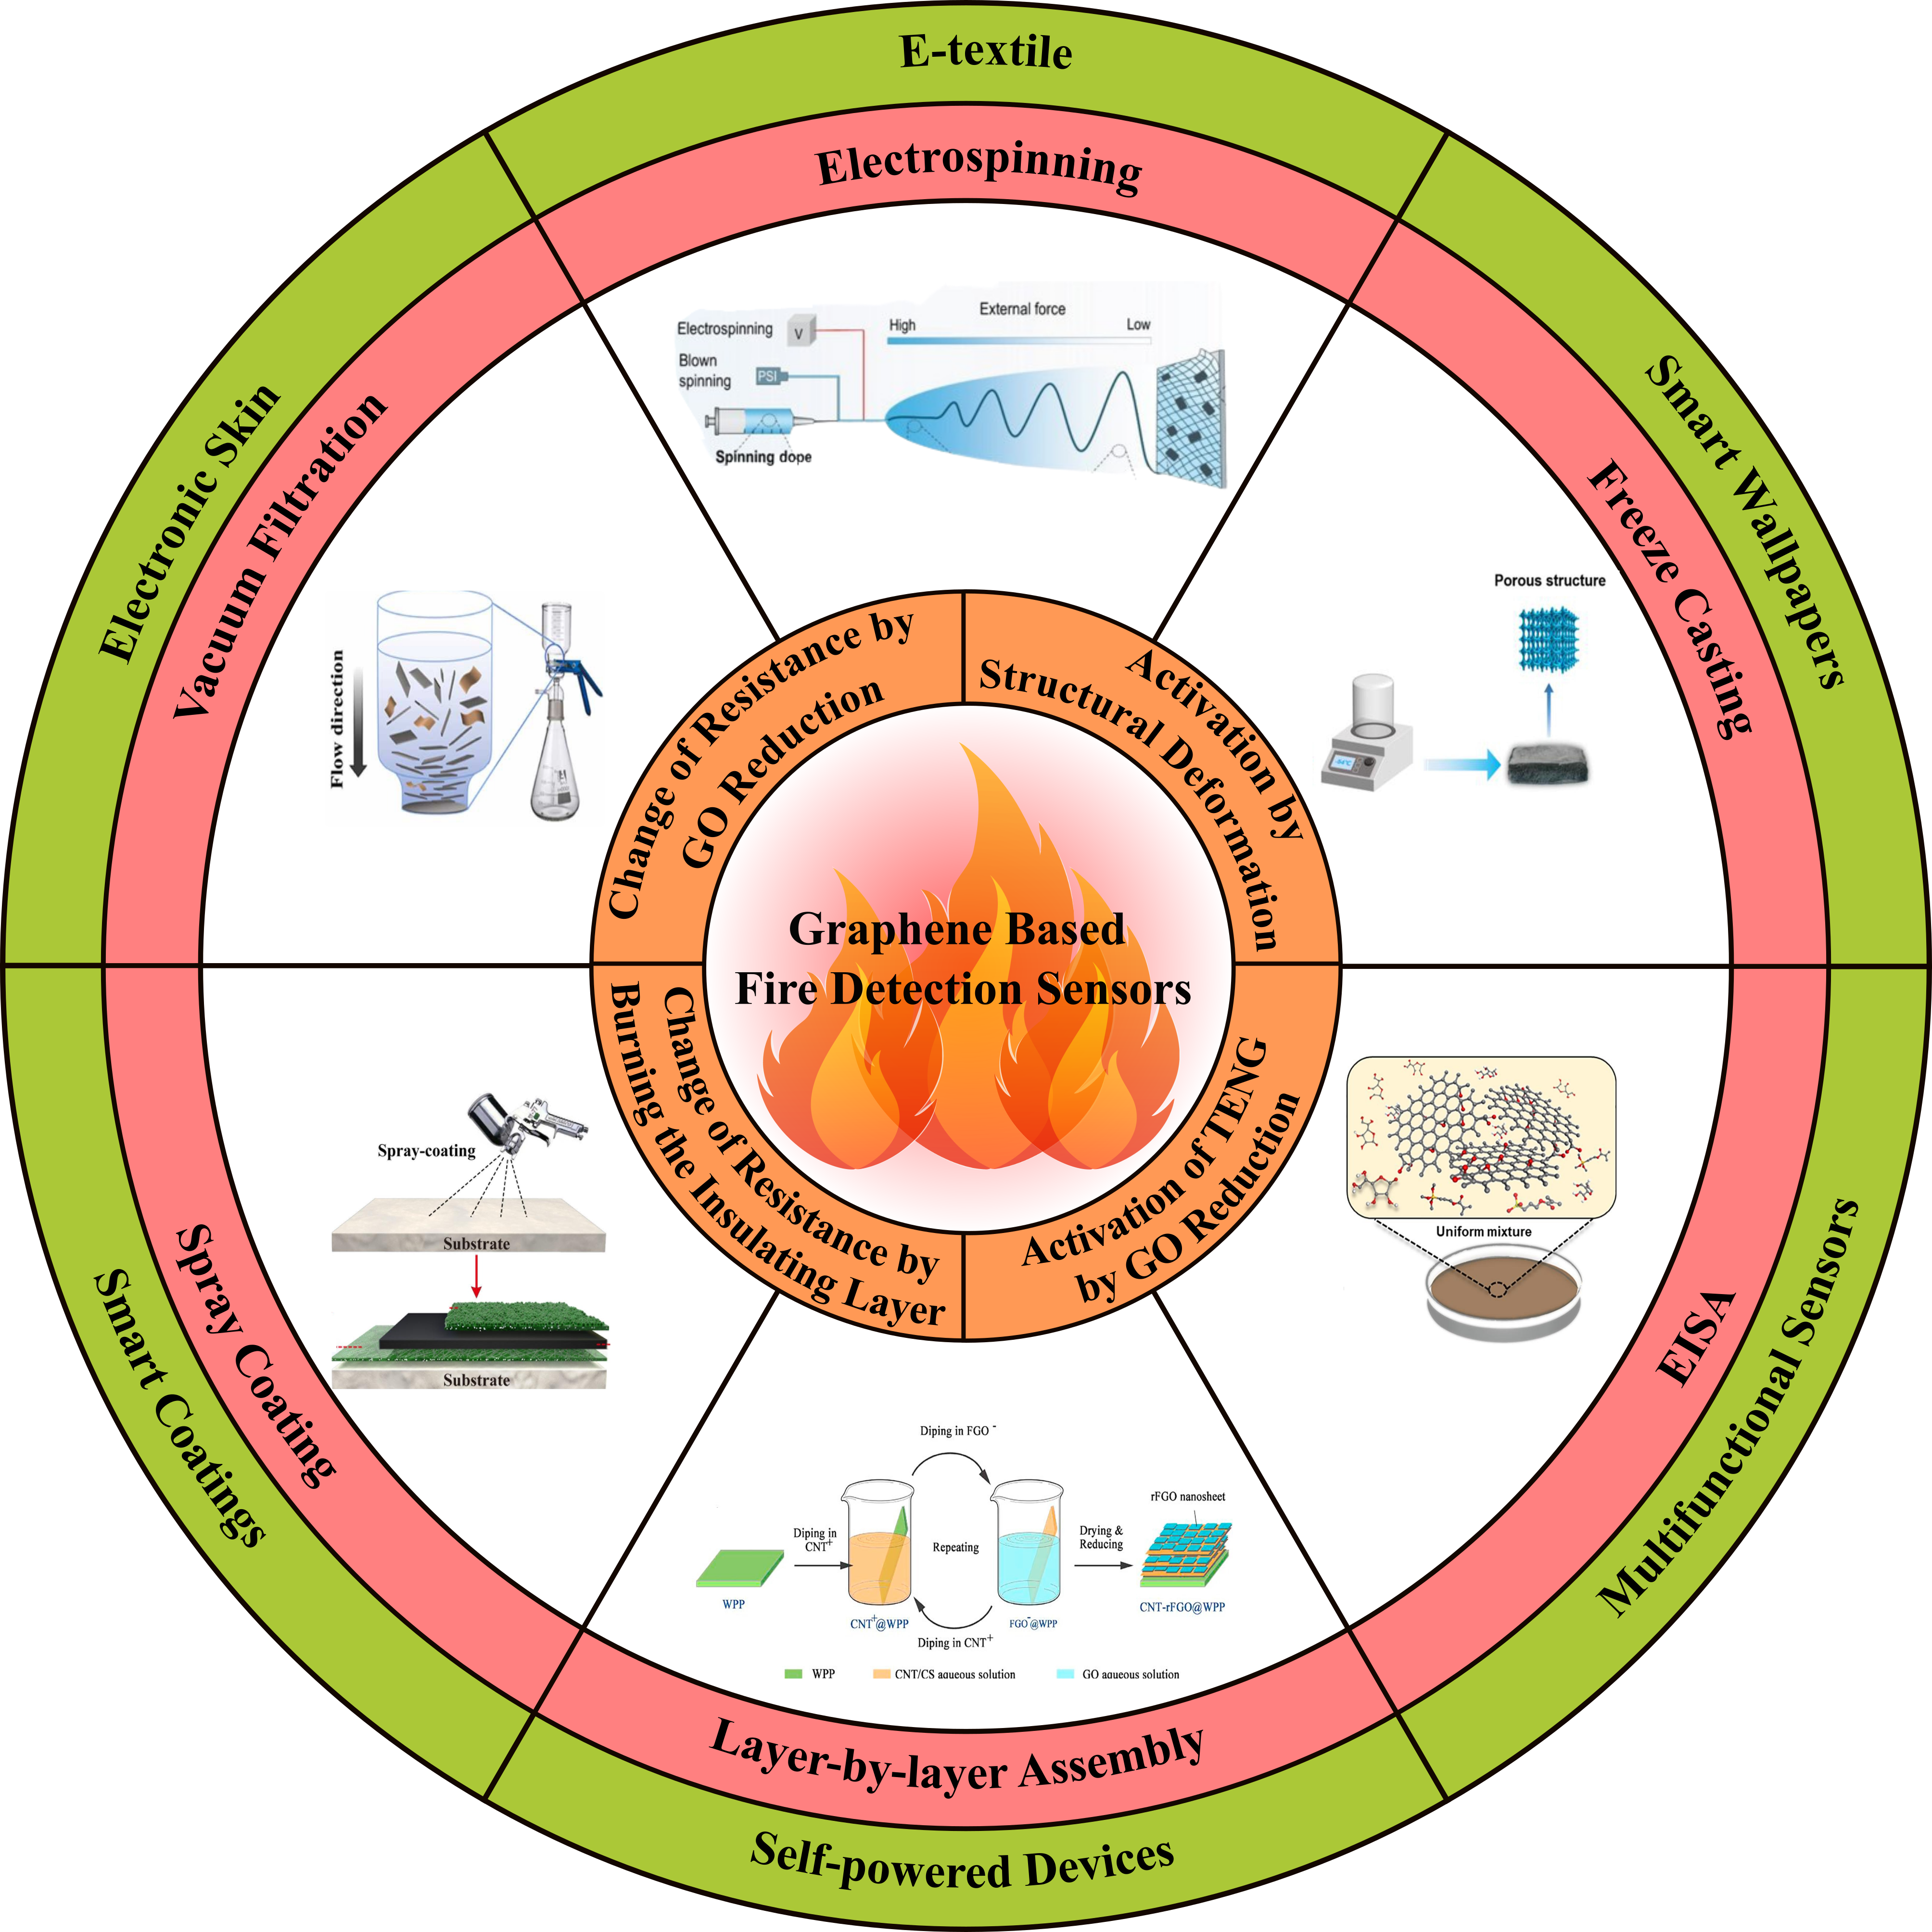 E-textile
Electrospinning
Electrospinning
V
Blown
spinning
PSI
Spinning dope
External force
High
Low
Smart Wallpapers
Freeze Casting
Porous structure
Multifunctional Sensors
EISA
Uniform mixture
Self-powered Devices
Layer-by-layer Assembly
Diping in FGO⁻
Diping in
CNT⁺
Repeating
Drying &
Reducing
rFGO nanosheet
WPP
CNT⁺@WPP
FGO⁻@WPP
CNT-rFGO@WPP
Diping in CNT⁺
WPP
CNT/CS aqueous solution
GO aqueous solution
Smart Coatings
Spray Coating
Spray-coating
Substrate
Substrate
Electronic Skin
Vacuum Filtration
Flow direction
Change of Resistance by
GO Reduction
Activation by
Structural Deformation
Activation of TENG
by GO Reduction
Change of Resistance by
Burning the Insulating Layer
Graphene Based
Fire Detection Sensors